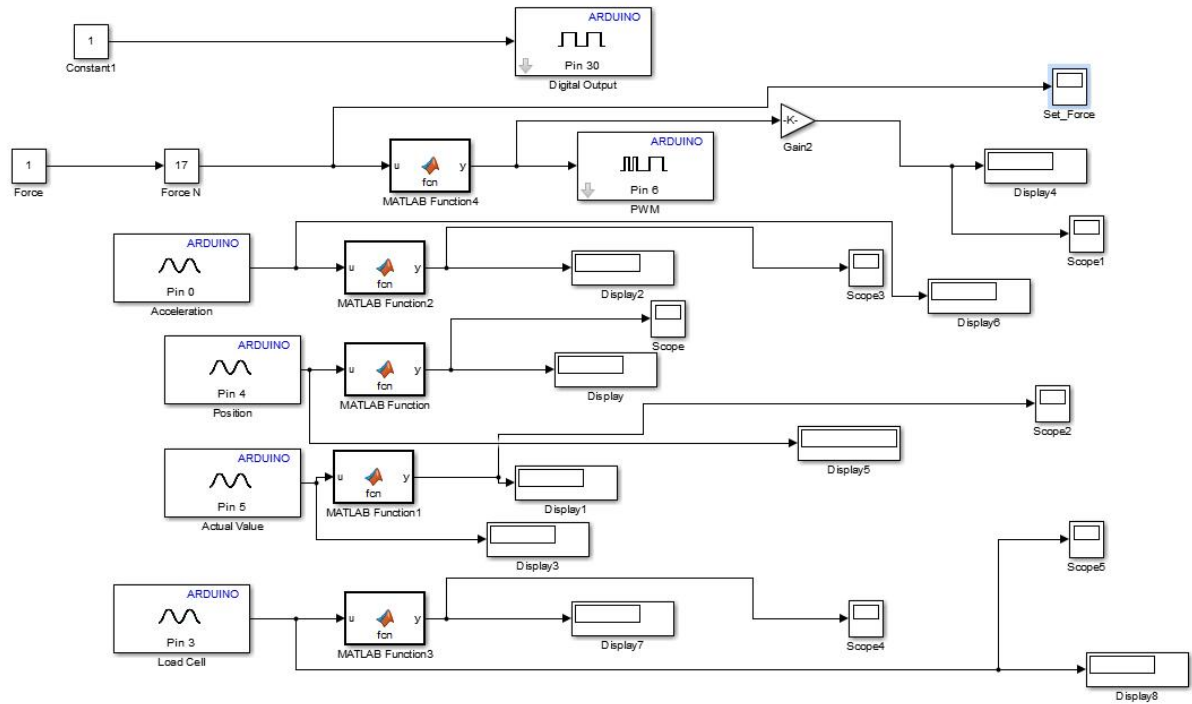 ARDUINO
1
Pin 30
Constant1
Digital Output
Set_Force
ARDUINO
-K-
Gain2
1
17
u
fcn
y
Pin 6
Force
Force N
MATLAB Function4
PWM
Display4
ARDUINO
Scope1
u
fcn
y
Pin 0
Acceleration
MATLAB Function2
Display2
Scope3
Display6
ARDUINO
Scope
u
fcn
y
Pin 4
Position
MATLAB Function
Display
Scope2
ARDUINO
Display5
u
fcn
y
Pin 5
Actual Value
MATLAB Function1
Display1
Display3
Scope5
ARDUINO
u
fcn
y
Pin 3
Load Cell
MATLAB Function3
Display7
Scope4
Display8